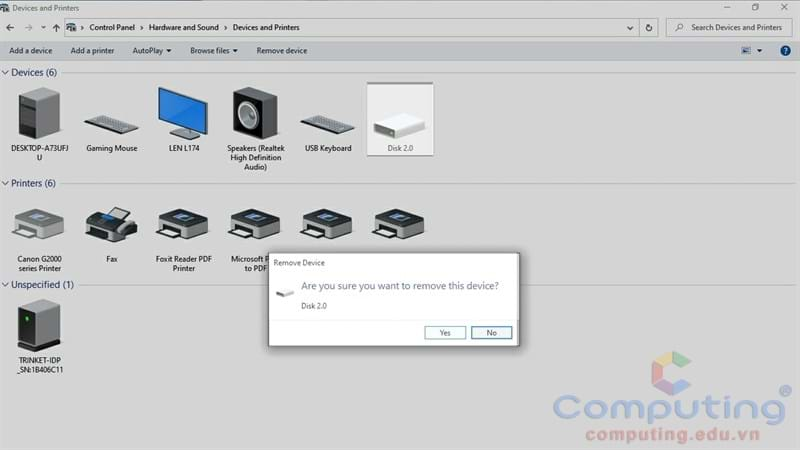 Devices and Printers
Control Panel > Hardware and Sound > Devices and Printers
Search Devices and Printers
Add a device
Add a printer
AutoPlay
Browse files
Remove device
Devices (6)
DESKTOP-A73UFJ
U
Gaming Mouse
LEN L174
Speakers (Realtek
High Definition
Audio)
USB Keyboard
Disk 2.0
Printers (6)
Canon G2000
series Printer
Fax
Foxit Reader PDF
Printer
Microsoft P
to PDF
Remove Device
Are you sure you want to remove this device?
Disk 2.0
Yes
No
Unspecified (1)
TRINKET-IDP
_SN:1B406C11
Computing®
computing.edu.vn